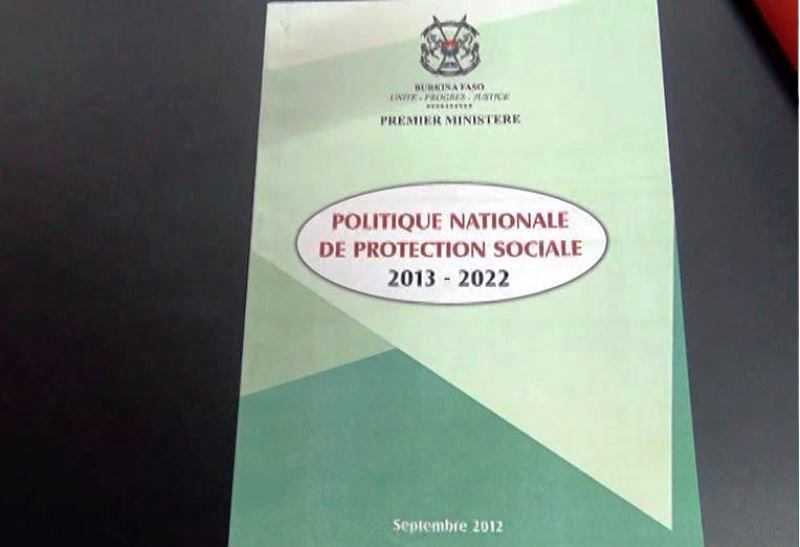 BURKINA FASO
UNITE - PROGRES - JUSTICE
PREMIER MINISTERE
POLITIQUE NATIONALE
DE PROTECTION SOCIALE
2013 - 2022
Septembre 2012